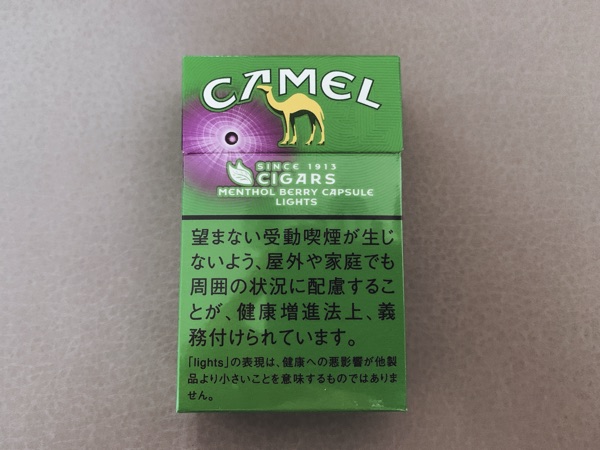 CAMEL
SINCE 1913
CIGARS
MENTHOL BERRY CAPSULE
LIGHTS
望まない受動喫煙が生じ
ないよう、屋外や家庭でも
周囲の状況に配慮するこ
とが、健康増進法上、義
務付けられています。
「lights」の表現は、健康への悪影響が他製
品より小さいことを意味するものではありま
せん。